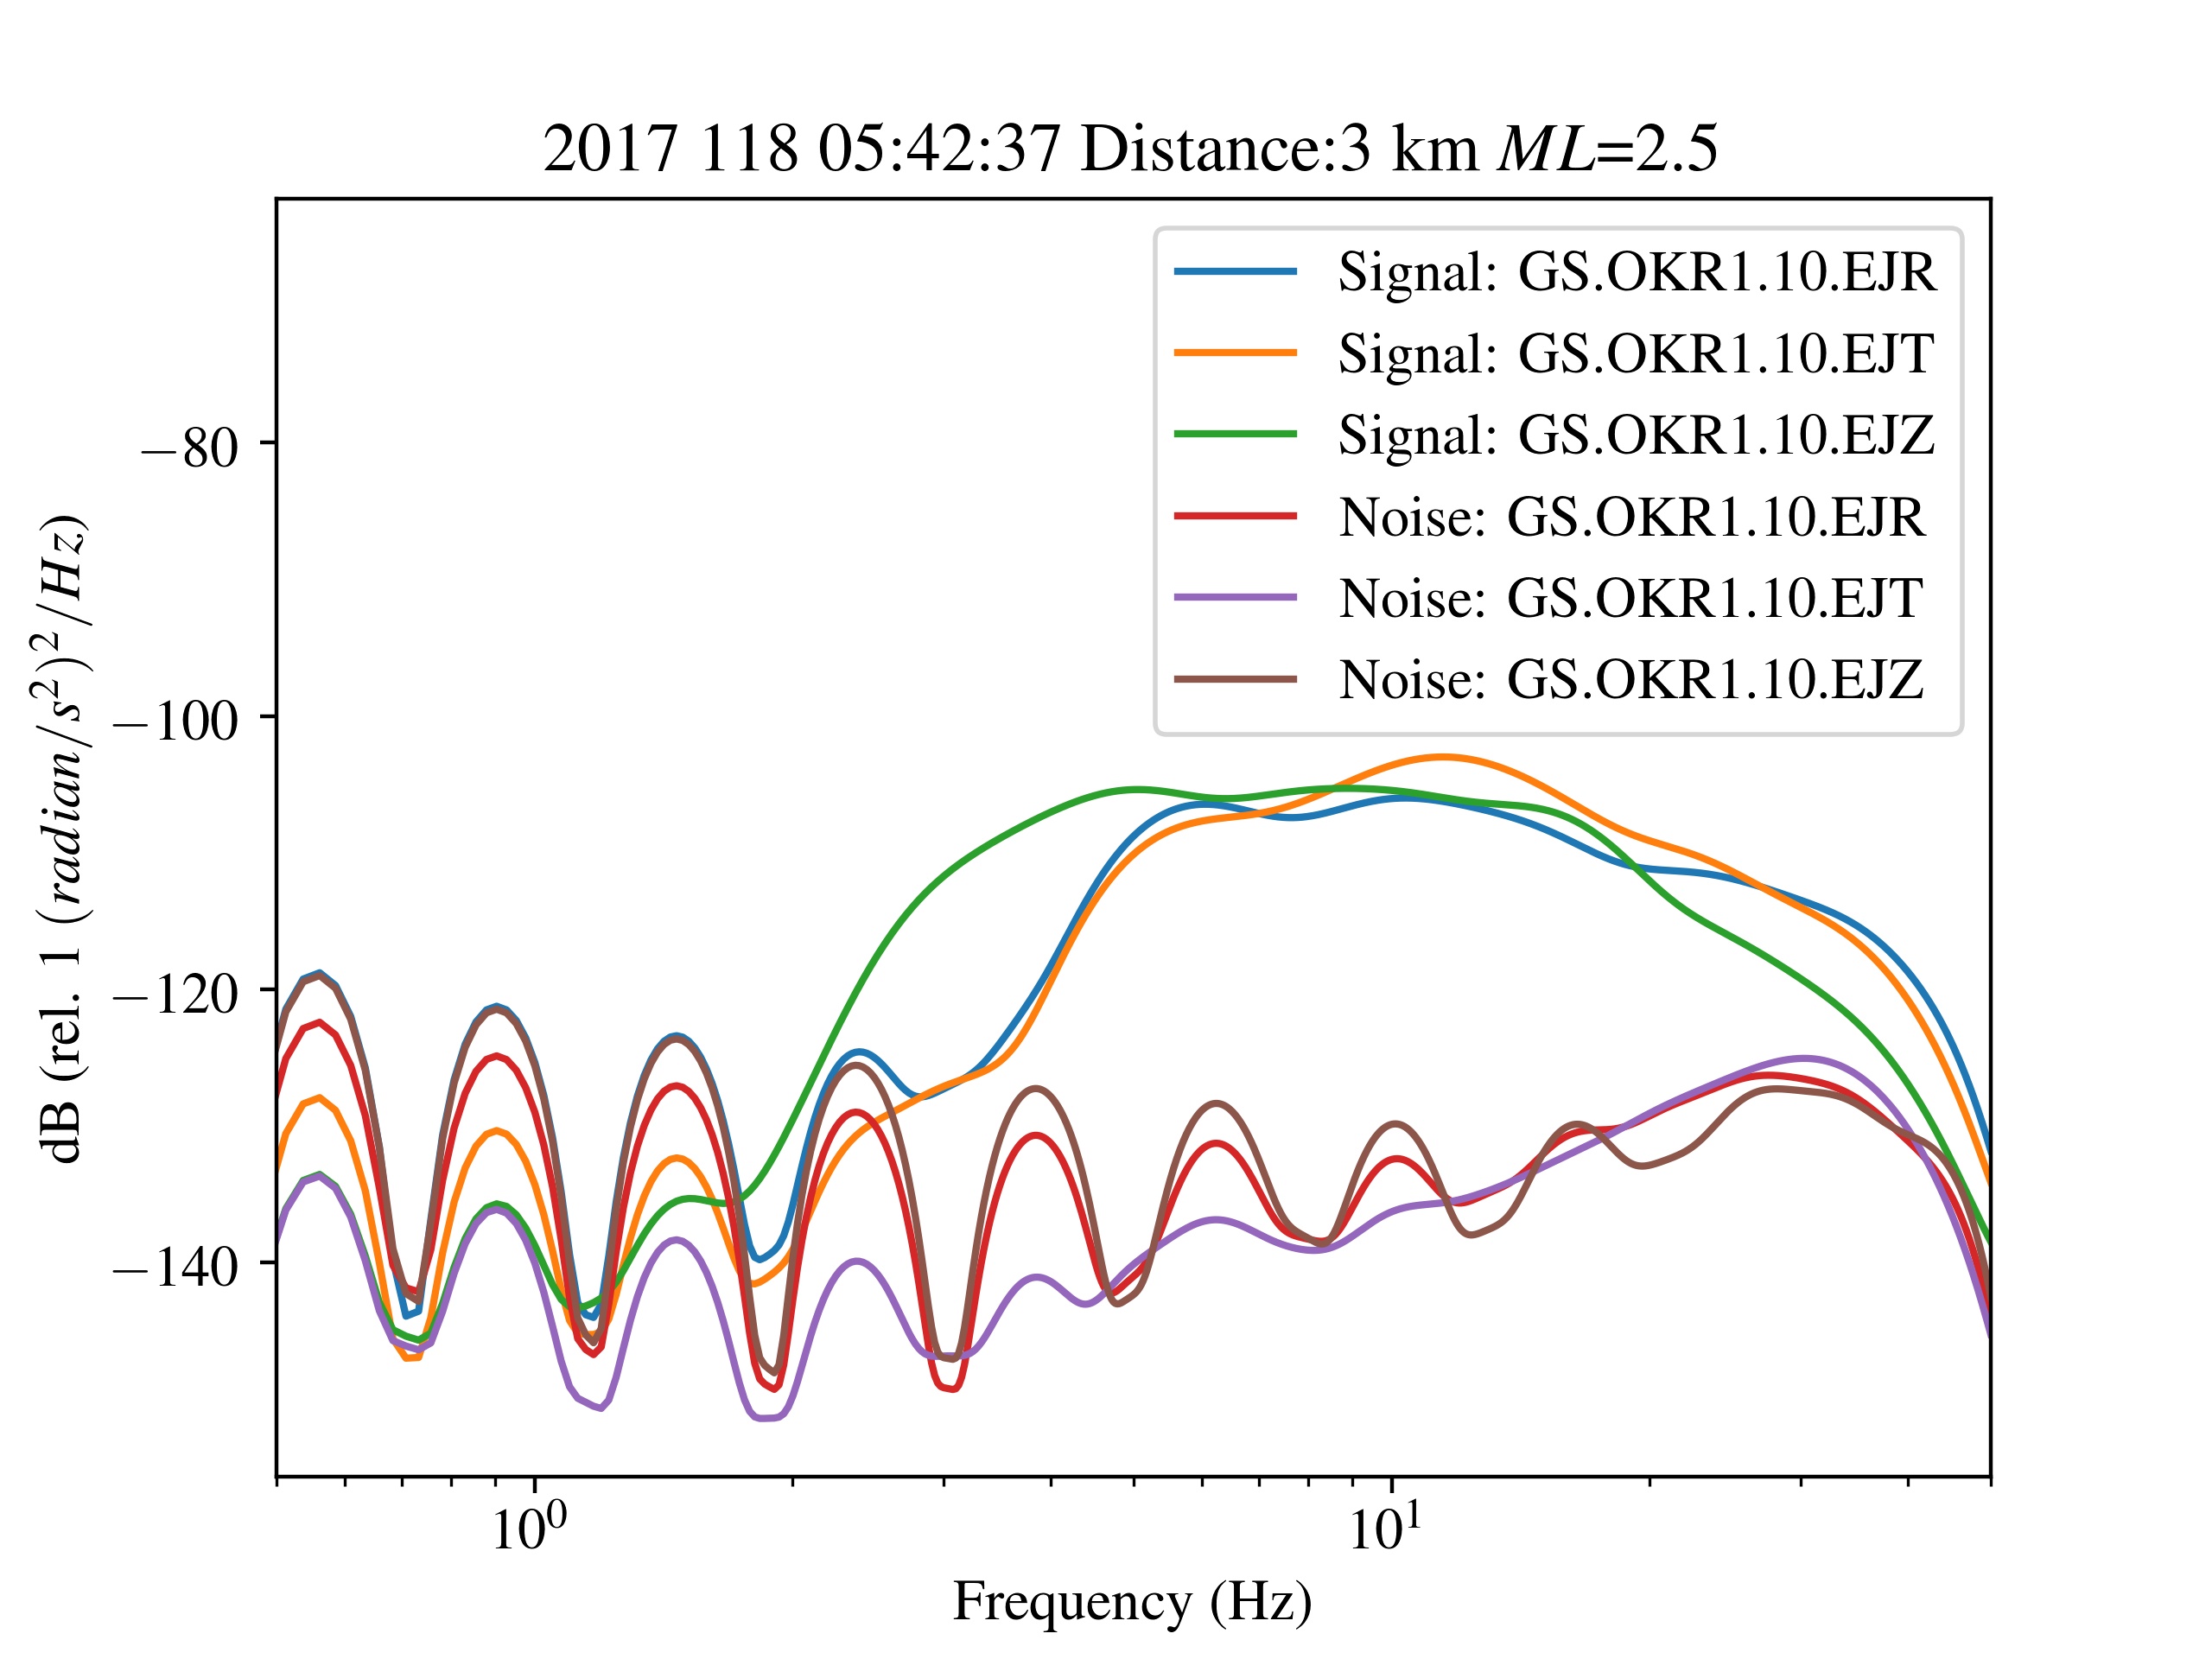 2017 118 05:42:37 Distance:3 km ML=2.5
Signal: GS.OKR1.10.EJR
Signal: GS.OKR1.10.EJT
Signal: GS.OKR1.10.EJZ
Noise: GS.OKR1.10.EJR
Noise: GS.OKR1.10.EJT
Noise: GS.OKR1.10.EJZ
dB (rel. 1 (radian/s²)²/Hz)
−80
−100
−120
−140
10⁰
10¹
Frequency (Hz)